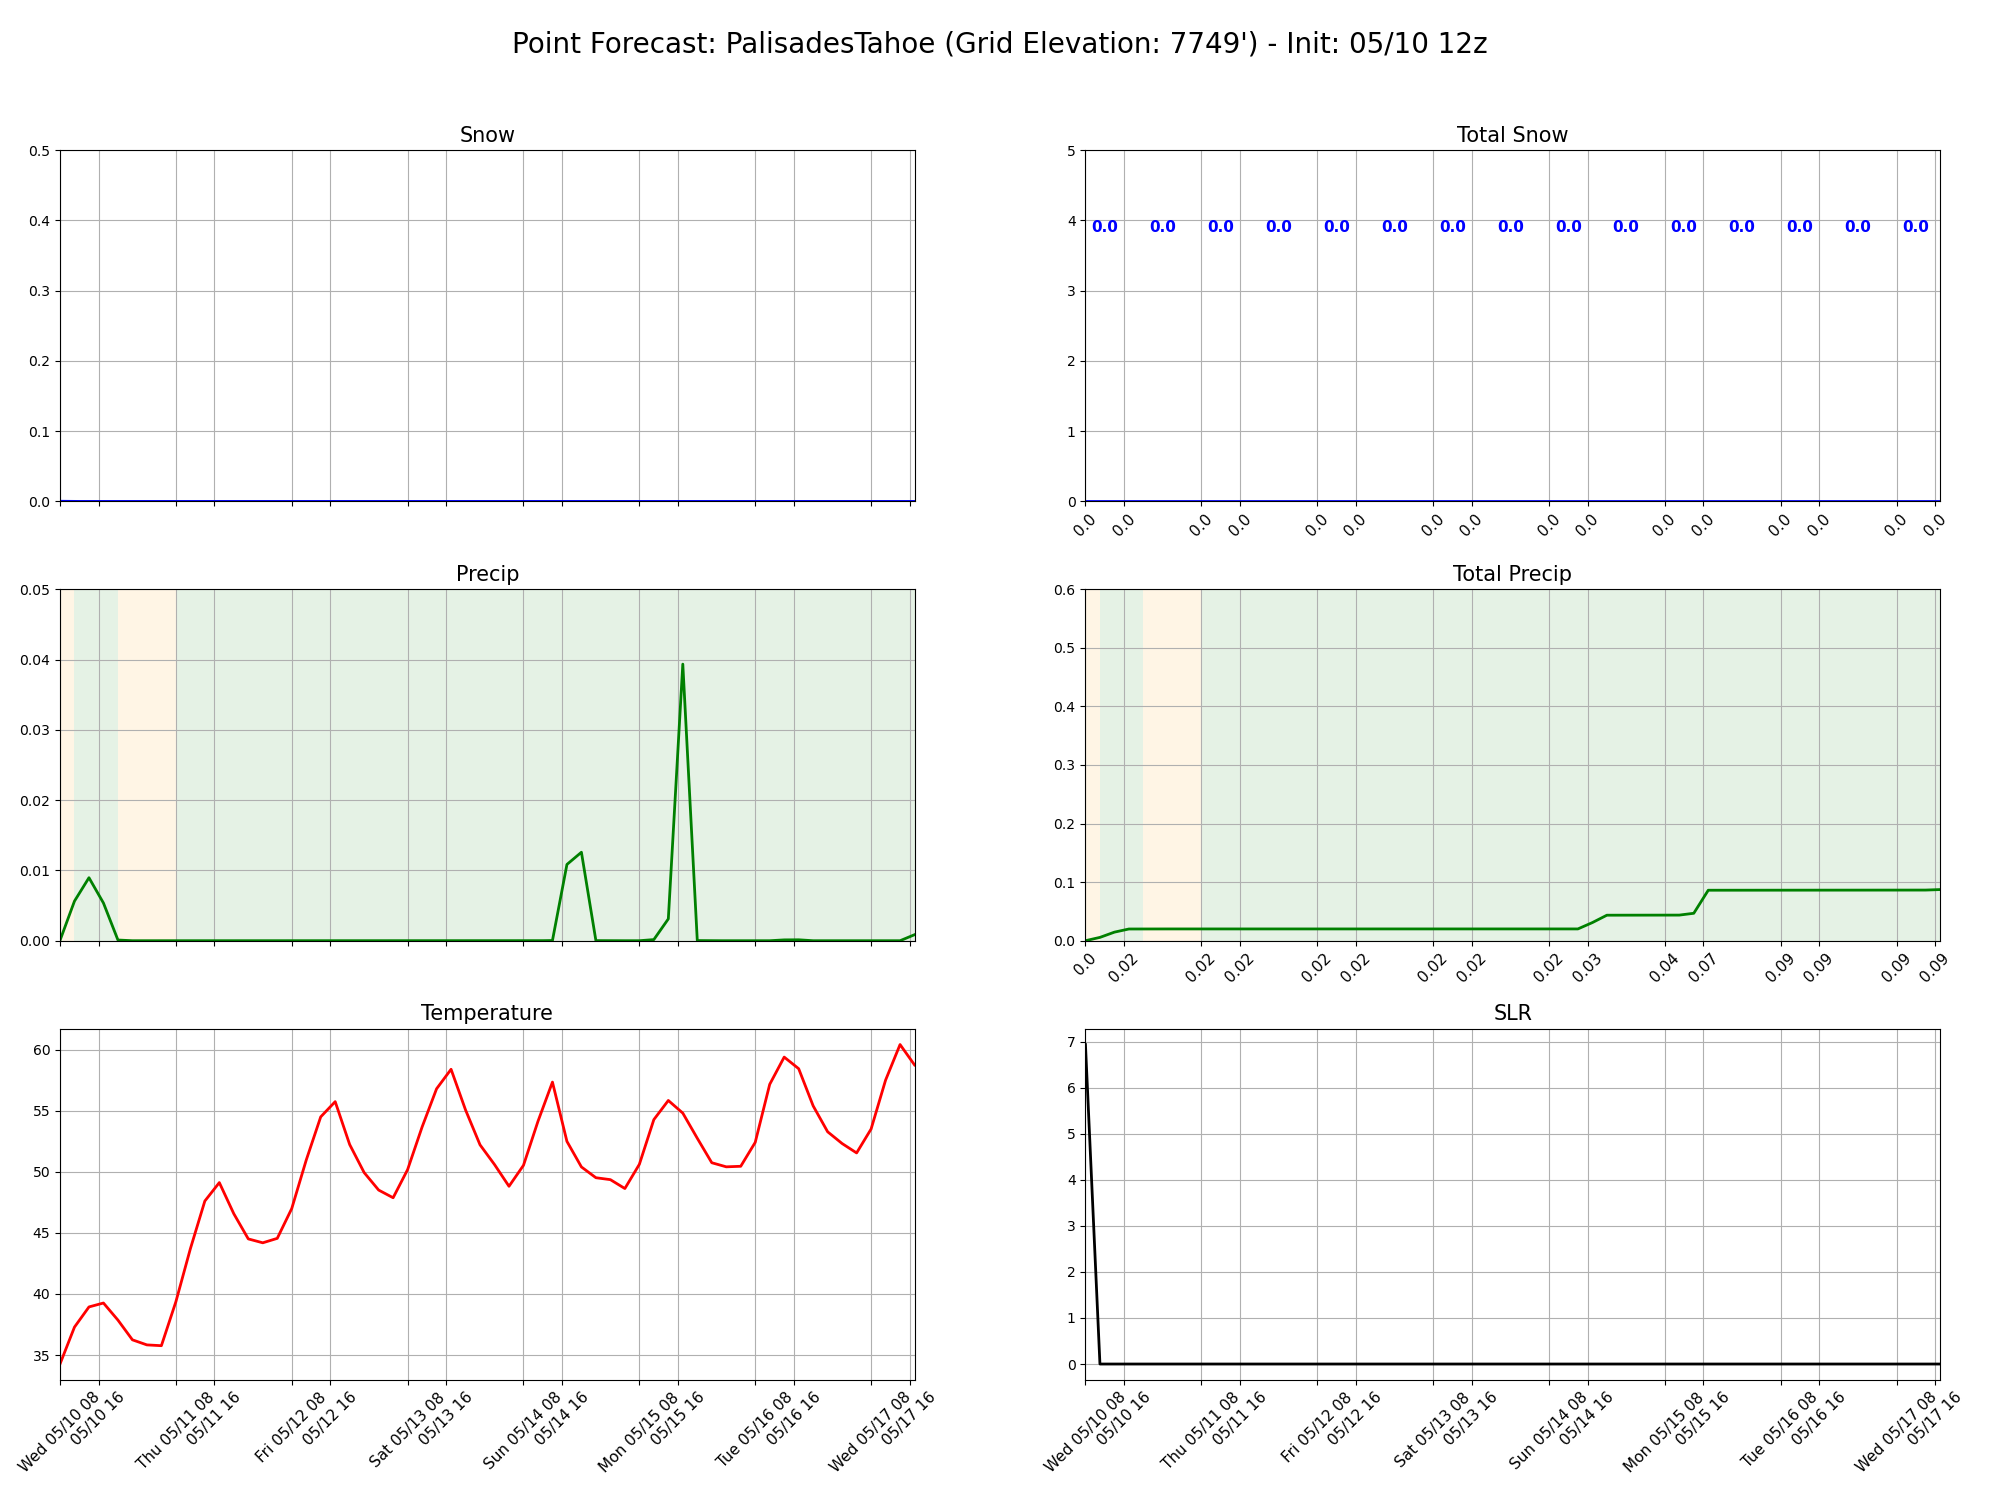 Point Forecast: PalisadesTahoe (Grid Elevation: 7749') - Init: 05/10 12z
Snow
0.5
0.4
0.3
0.2
0.1
0.0
Total Snow
5
4
3
2
1
0
0.0 0.0 0.0 0.0 0.0 0.0 0.0 0.0 0.0 0.0 0.0 0.0 0.0 0.0 0.0
0.0 0.0 0.0 0.0 0.0 0.0 0.0 0.0 0.0 0.0 0.0 0.0 0.0 0.0 0.0 0.0
Precip
0.05
0.04
0.03
0.02
0.01
0.00
Total Precip
0.6
0.5
0.4
0.3
0.2
0.1
0.0
0.0 0.02 0.02 0.02 0.02 0.02 0.02 0.02 0.02 0.03 0.04 0.07 0.09 0.09 0.09 0.09
Temperature
60
55
50
45
40
35
Wed 05/10 08
05/10 16
Thu 05/11 08
05/11 16
Fri 05/12 08
05/12 16
Sat 05/13 08
05/13 16
Sun 05/14 08
05/14 16
Mon 05/15 08
05/15 16
Tue 05/16 08
05/16 16
Wed 05/17 08
05/17 16
SLR
7
6
5
4
3
2
1
0
Wed 05/10 08
05/10 16
Thu 05/11 08
05/11 16
Fri 05/12 08
05/12 16
Sat 05/13 08
05/13 16
Sun 05/14 08
05/14 16
Mon 05/15 08
05/15 16
Tue 05/16 08
05/16 16
Wed 05/17 08
05/17 16